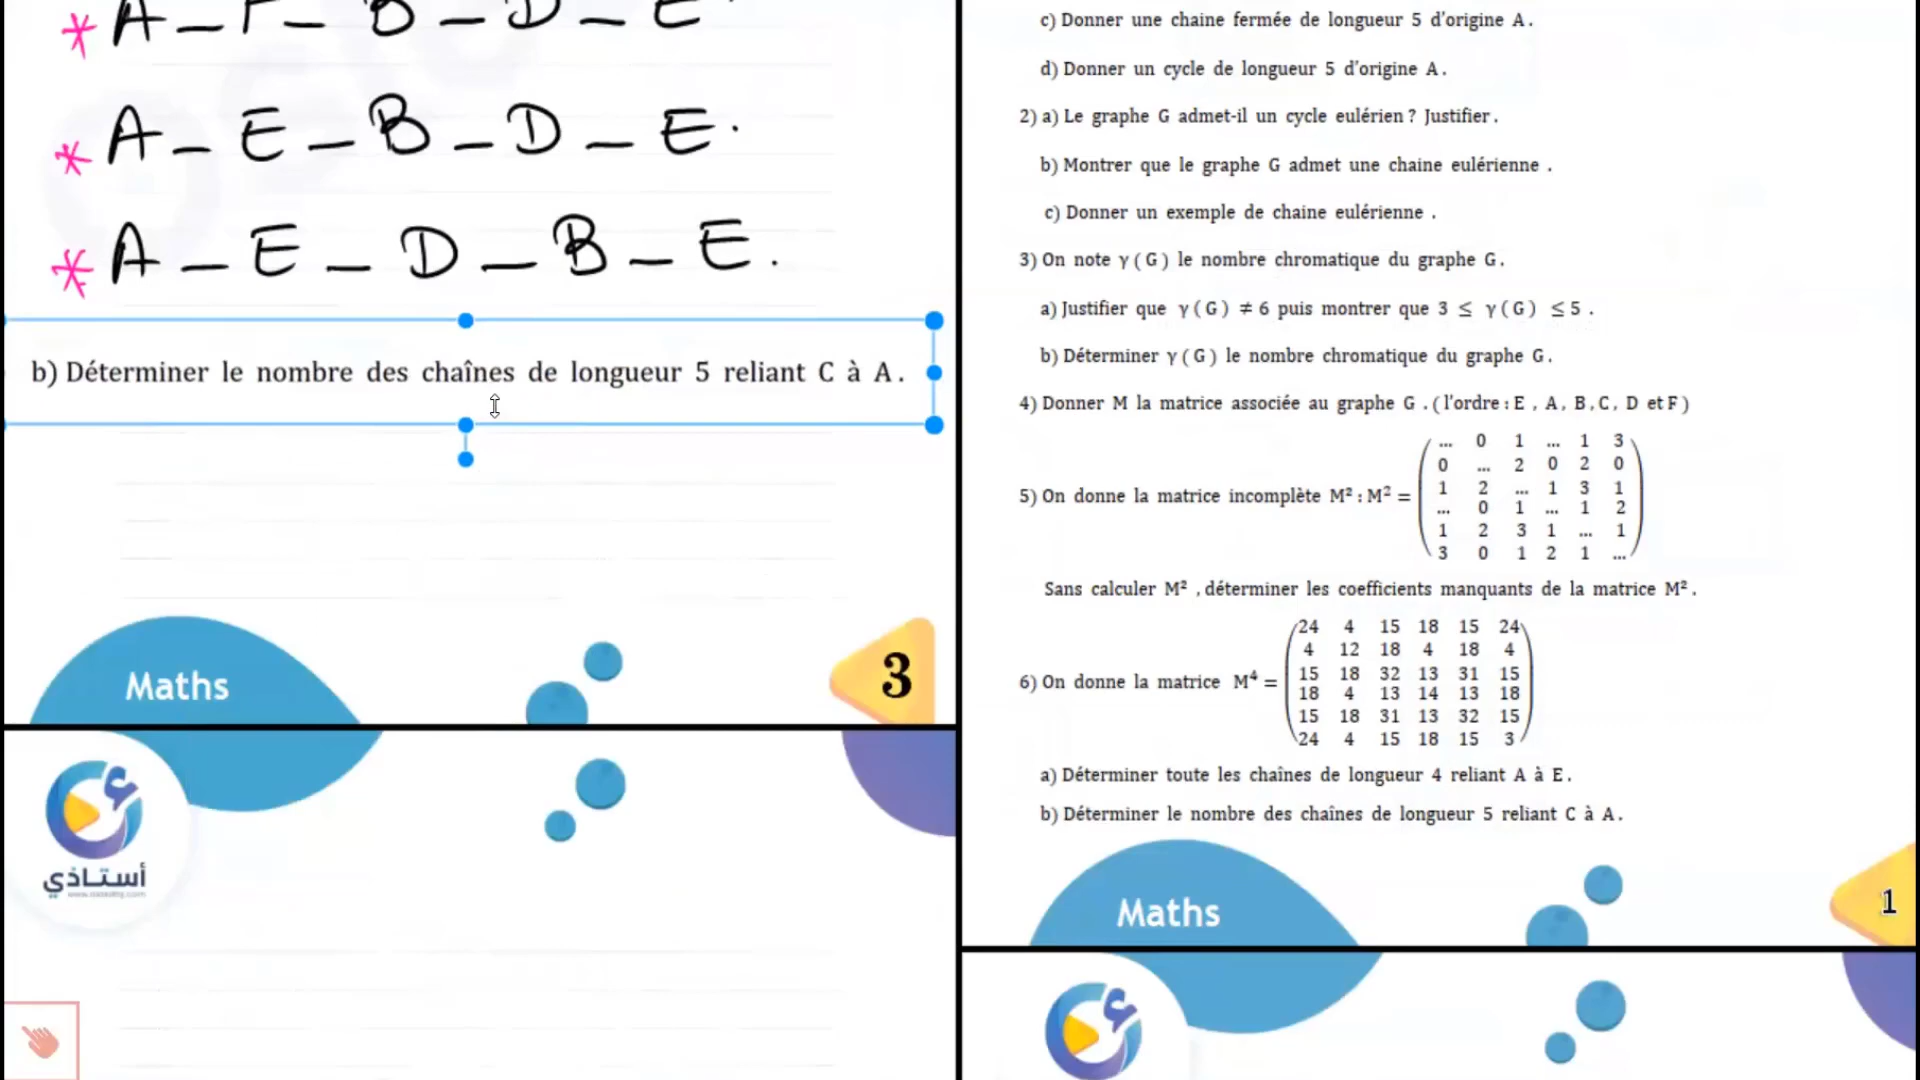 * A _ F _ B _ D _ E .
* A _ E _ B _ D _ E .
* A _ E _ D _ B _ E .
b) Déterminer le nombre des chaînes de longueur 5 reliant C à A .
Maths
3
أستاذي
c) Donner une chaine fermée de longueur 5 d'origine A .
d) Donner un cycle de longueur 5 d'origine A .
2) a) Le graphe G admet-il un cycle eulérien ? Justifier .
b) Montrer que le graphe G admet une chaine eulérienne .
c) Donner un exemple de chaine eulérienne .
3) On note γ ( G ) le nombre chromatique du graphe G .
a) Justifier que γ ( G ) ≠ 6 puis montrer que 3 ≤ γ ( G ) ≤ 5 .
b) Déterminer γ ( G ) le nombre chromatique du graphe G .
4) Donner M la matrice associée au graphe G . ( l'ordre : E , A , B , C , D et F )
5) On donne la matrice incomplète M² : M² =
... 0 1 ... 1 3
0 ... 2 0 2 0
1 2 ... 1 3 1
... 0 1 ... 1 2
1 2 3 1 ... 1
3 0 1 2 1 ...
Sans calculer M² , déterminer les coefficients manquants de la matrice M² .
6) On donne la matrice M⁴ =
24 4 15 18 15 24
4 12 18 4 18 4
15 18 32 13 31 15
18 4 13 14 13 18
15 18 31 13 32 15
24 4 15 18 15 3
a) Déterminer toute les chaînes de longueur 4 reliant A à E .
b) Déterminer le nombre des chaînes de longueur 5 reliant C à A .
Maths
1